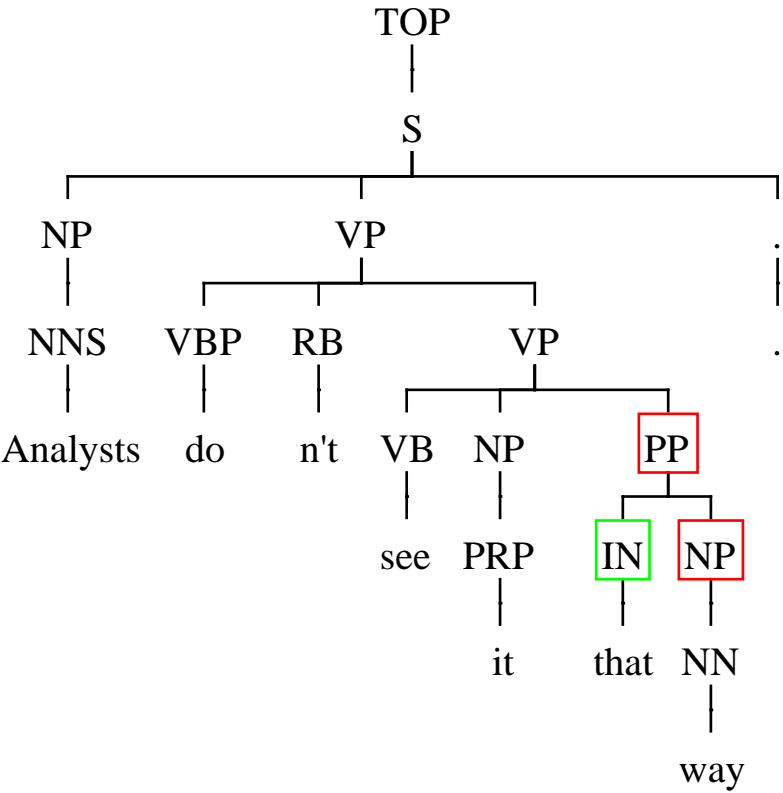 TOP
S
NP VP .
NNS VBP RB VP .
Analysts do n't VB NP PP
see PRP IN NP
it that NN
way